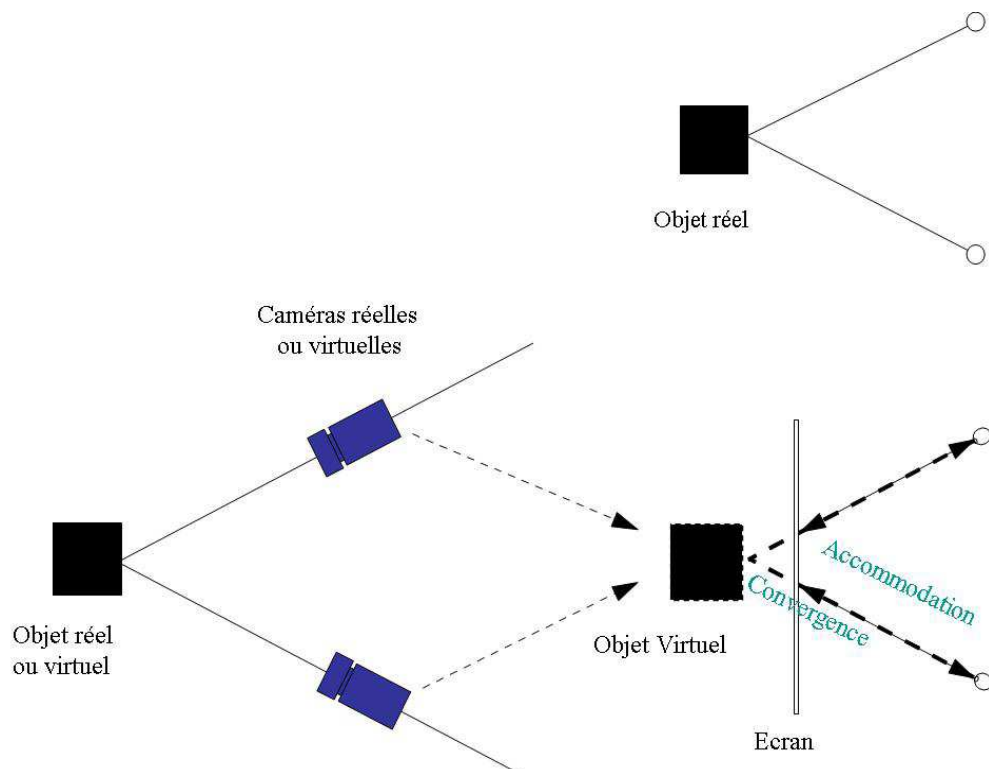 Objet réel
Caméras réelles
ou virtuelles
Accommodation
Convergence
Objet réel
ou virtuel
Objet Virtuel
Ecran